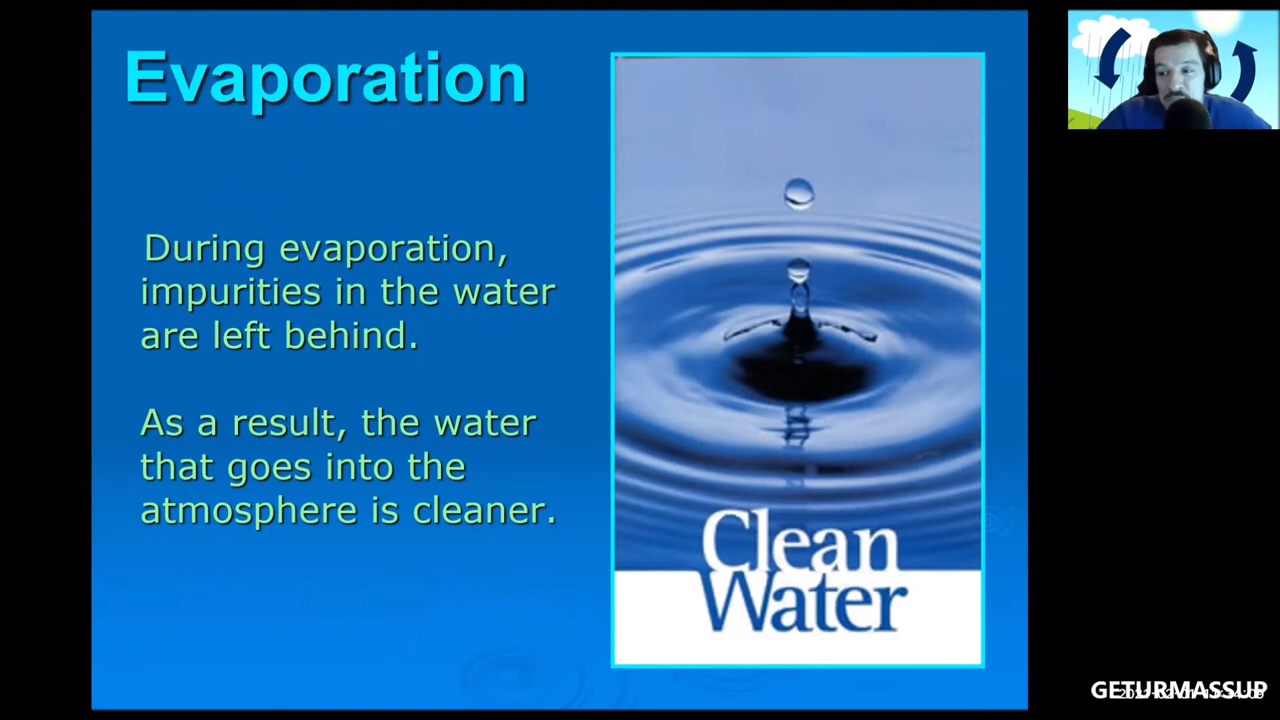 Evaporation
During evaporation,
impurities in the water
are left behind.
As a result, the water
that goes into the
atmosphere is cleaner.
Clean
Water
GETURMASSUP